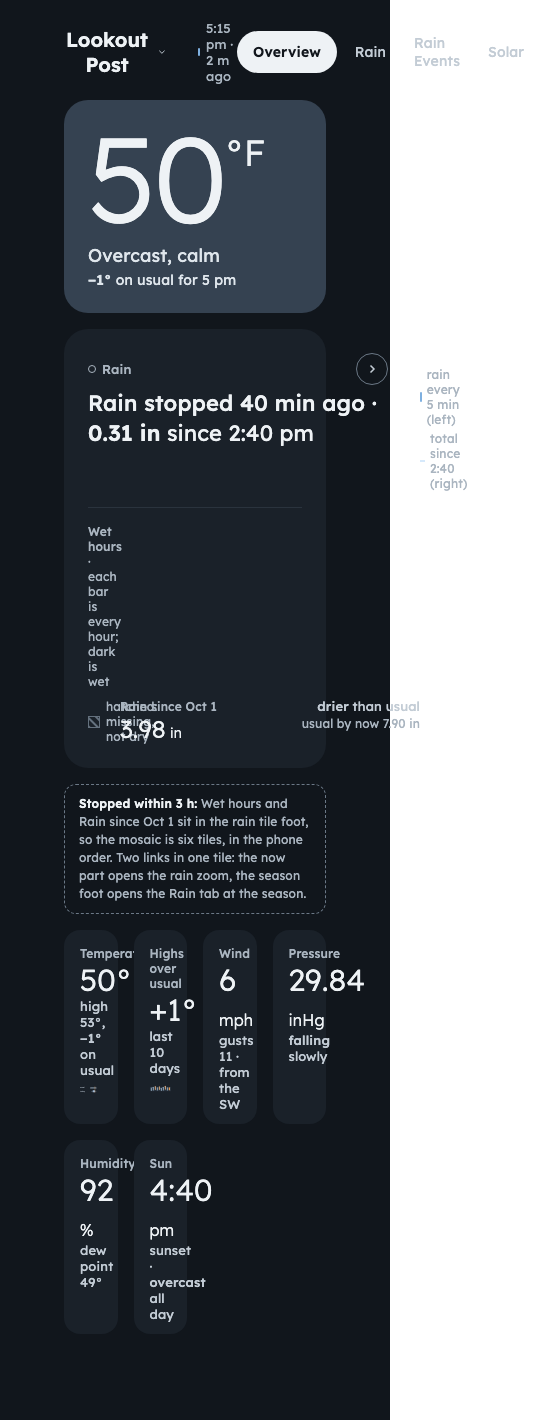 Lookout
Post
5:15
pm ·
2 m
ago
Overview
Rain
Rain
Events
Solar
50°F
Overcast, calm
−1° on usual for 5 pm
Rain
Rain stopped 40 min ago ·
0.31 in since 2:40 pm
rain
every
5 min
(left)
total
since
2:40
(right)
Wet
hours
·
each
bar
is
every
hour;
dark
is
wet
hatched:
missing,
not dry
Rain since Oct 1
3.98 in
drier than usual
usual by now 7.90 in
Stopped within 3 h: Wet hours and
Rain since Oct 1 sit in the rain tile foot,
so the mosaic is six tiles, in the phone
order. Two links in one tile: the now
part opens the rain zoom, the season
foot opens the Rain tab at the season.
Temperat
50°
high
53°,
−1°
on
usual
Highs
over
usual
+1°
last
10
days
Wind
6
mph
gusts
11 ·
from
the
SW
Pressure
29.84
inHg
falling
slowly
Humidity
92
%
dew
point
49°
Sun
4:40
pm
sunset
·
overcast
all
day